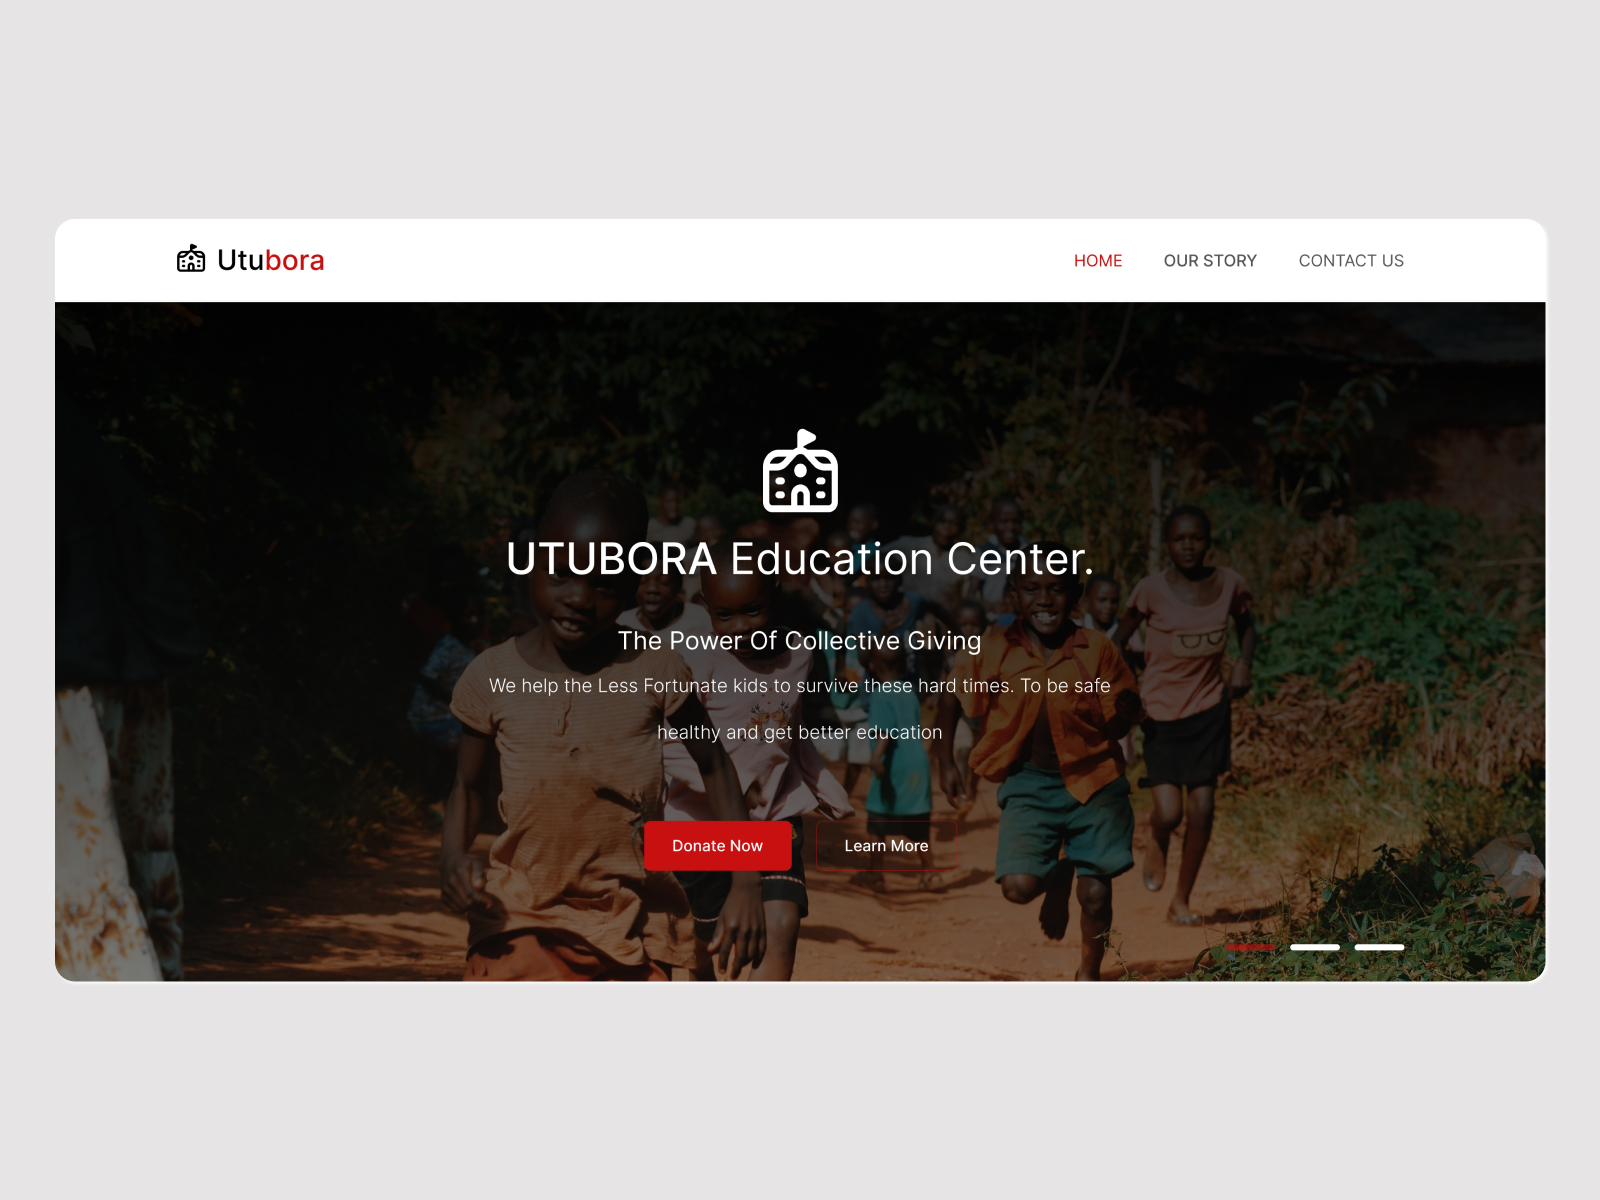 Utubora
HOME
OUR STORY
CONTACT US
UTUBORA Education Center.
The Power Of Collective Giving
We help the Less Fortunate kids to survive these hard times. To be safe
healthy and get better education
Donate Now
Learn More